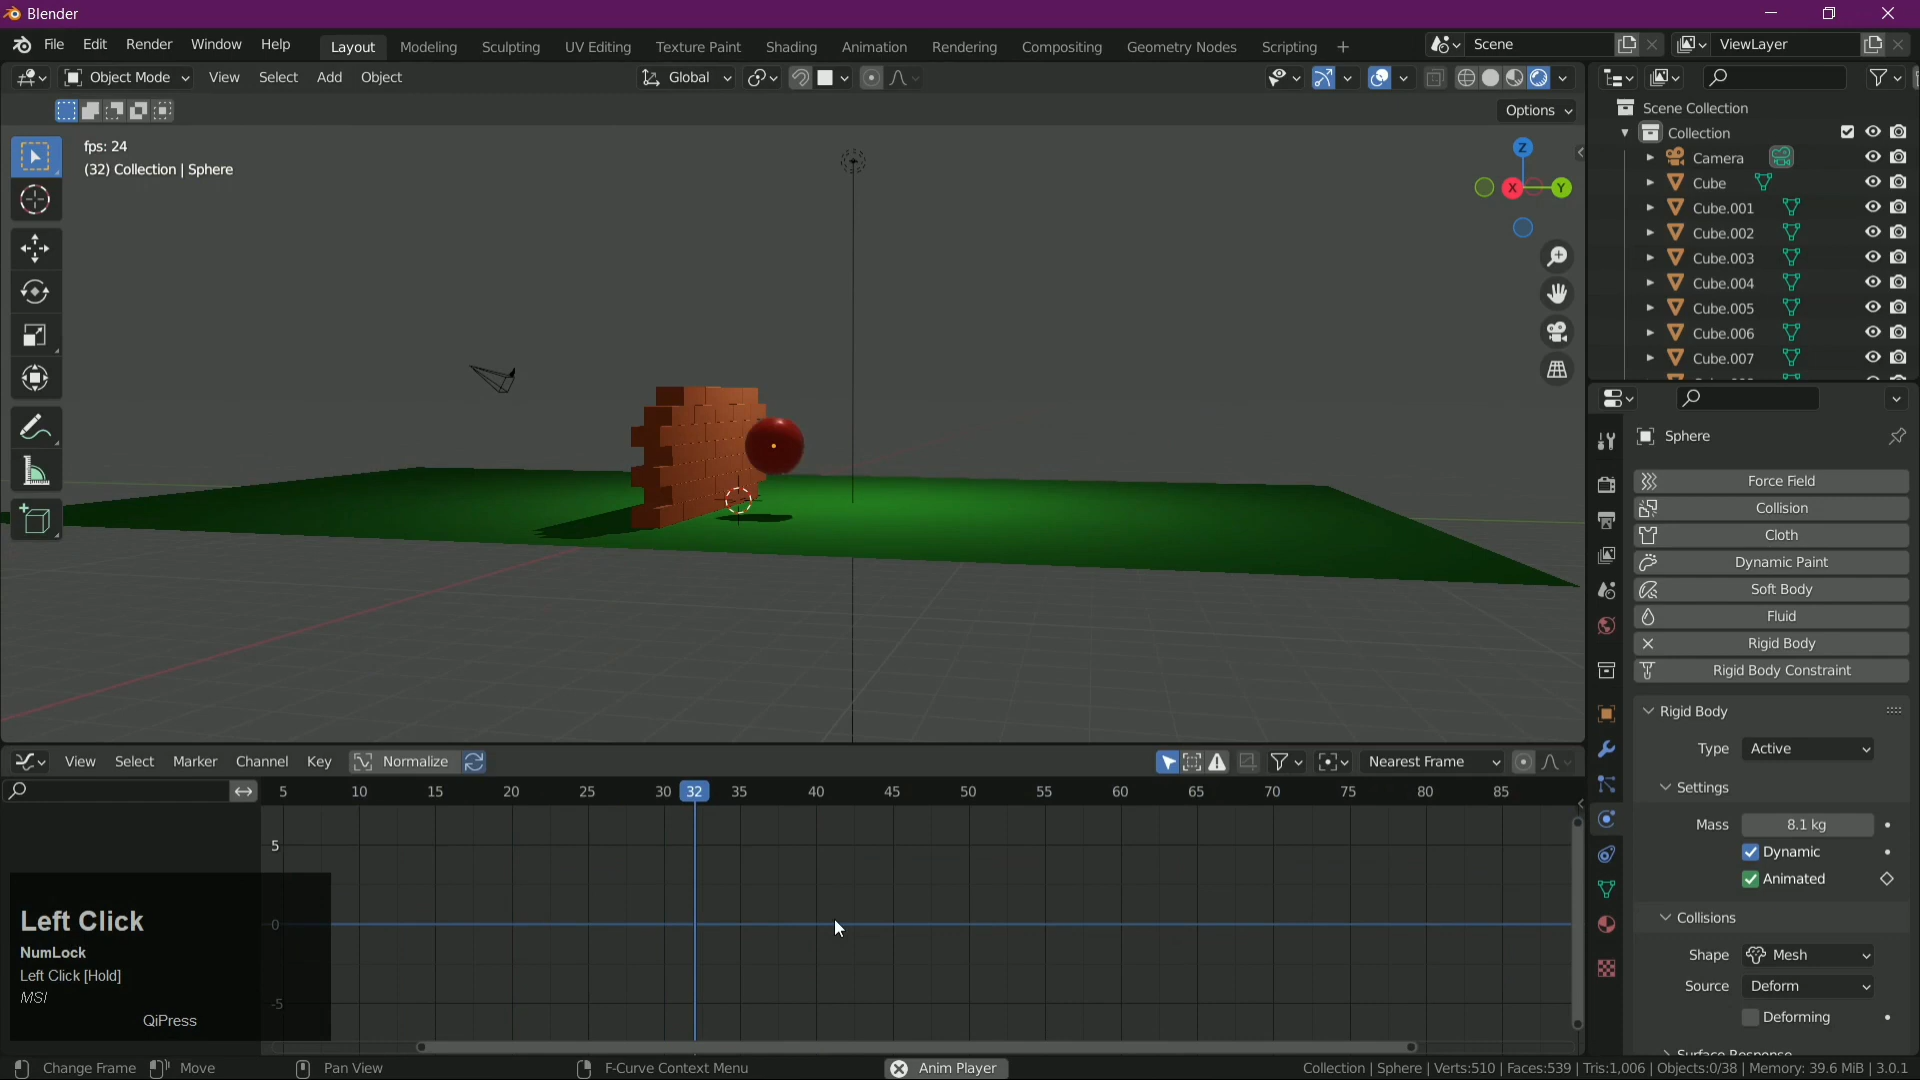 Blender
File Edit Render Window Help Layout Modeling Sculpting UV Editing Texture Paint Shading Animation Rendering Compositing Geometry Nodes Scripting + Scene ViewLayer
Object Mode View Select Add Object Global
Options
fps: 24
(32) Collection | Sphere
Z
X
Y
Scene Collection
Collection
Camera
Cube
Cube.001
Cube.002
Cube.003
Cube.004
Cube.005
Cube.006
Cube.007
Sphere
Force Field
Collision
Cloth
Dynamic Paint
Soft Body
Fluid
Rigid Body
Rigid Body Constraint
Rigid Body
Type Active
Settings
Mass 8.1 kg
Dynamic
Animated
Collisions
Shape Mesh
Source Deform
Deforming
Surface Response
View Select Marker Channel Key Normalize Nearest Frame
5 10 15 20 25 30 32 35 40 45 50 55 60 65 70 75 80 85
5
0
-5
Left Click
NumLock
Left Click [Hold]
MSI
QiPress
Change Frame Move Pan View F-Curve Context Menu Anim Player Collection | Sphere | Verts:510 | Faces:539 | Tris:1,006 | Objects:0/38 | Memory: 39.6 MiB | 3.0.1